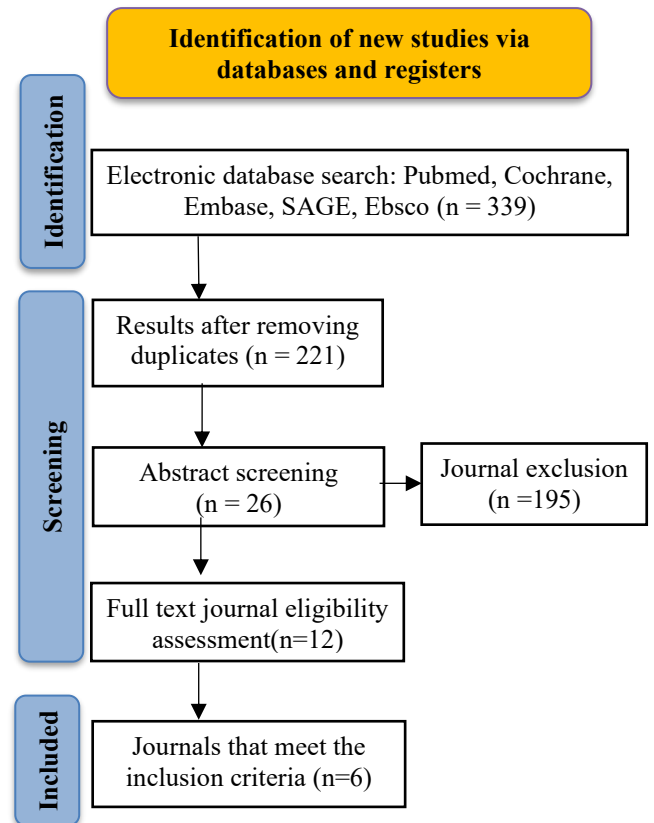 Identification of new studies via
databases and registers
Identification
Electronic database search: Pubmed, Cochrane,
Embase, SAGE, Ebsco (n = 339)
Screening
Results after removing
duplicates (n = 221)
Abstract screening
(n = 26)
Journal exclusion
(n =195)
Full text journal eligibility
assessment(n=12)
Included
Journals that meet the
inclusion criteria (n=6)